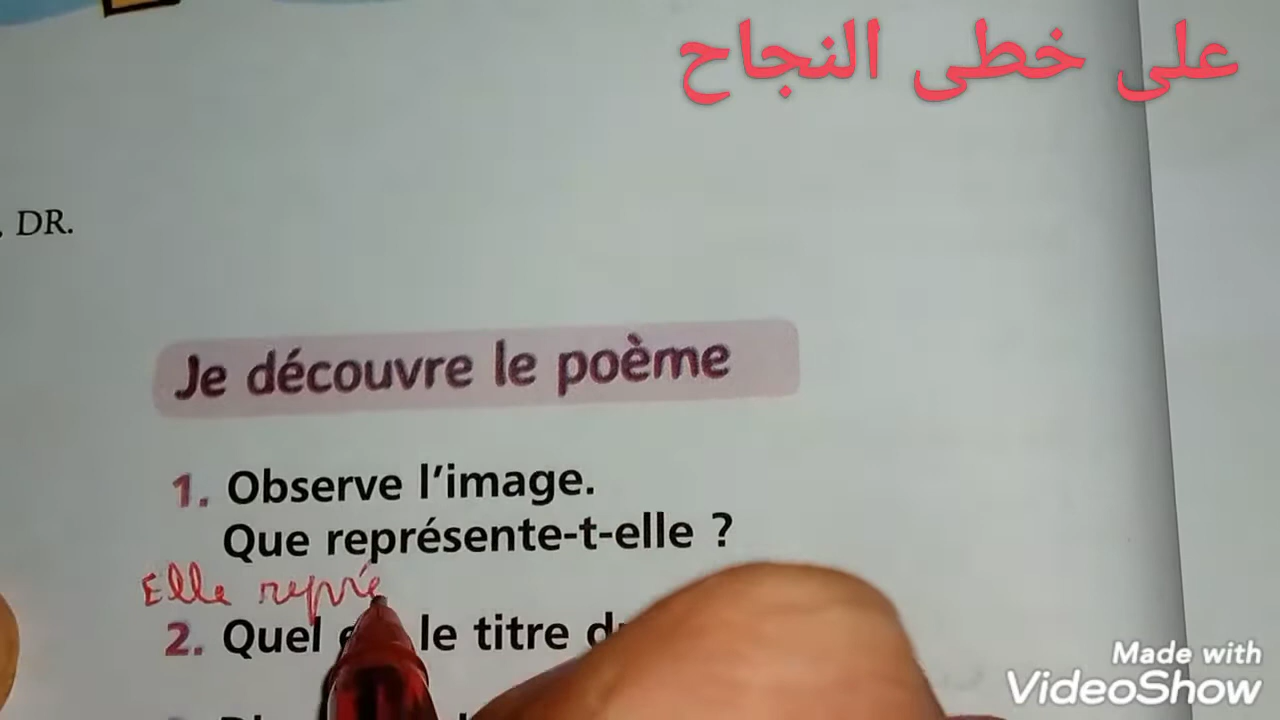 على خطى النجاح
, DR.
Je découvre le poème
1. Observe l'image.
Que représente-t-elle ?
Elle repré
2. Quel le titre
Made with
VideoShow